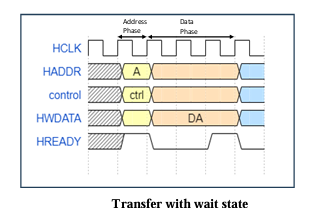 Address
Phase
Data
Phase
HCLK
HADDR A
control ctrl
HWDATA DA
HREADY
Transfer with wait state